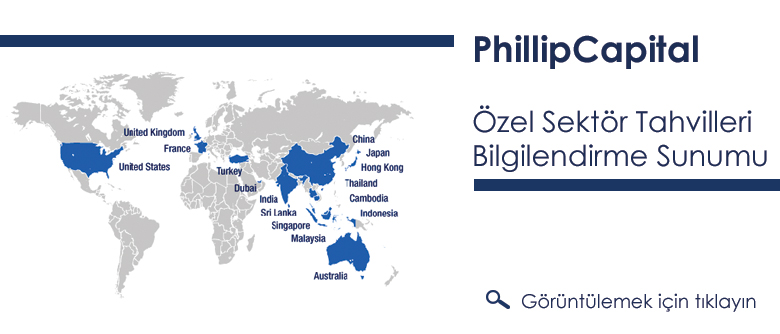 PhillipCapital
Özel Sektör Tahvilleri
Bilgilendirme Sunumu
United Kingdom
France
United States
Turkey
Dubai
India
Sri Lanka
Singapore
Malaysia
Australia
China
Japan
Hong Kong
Thailand
Cambodia
Indonesia
Görüntülemek için tıklayın